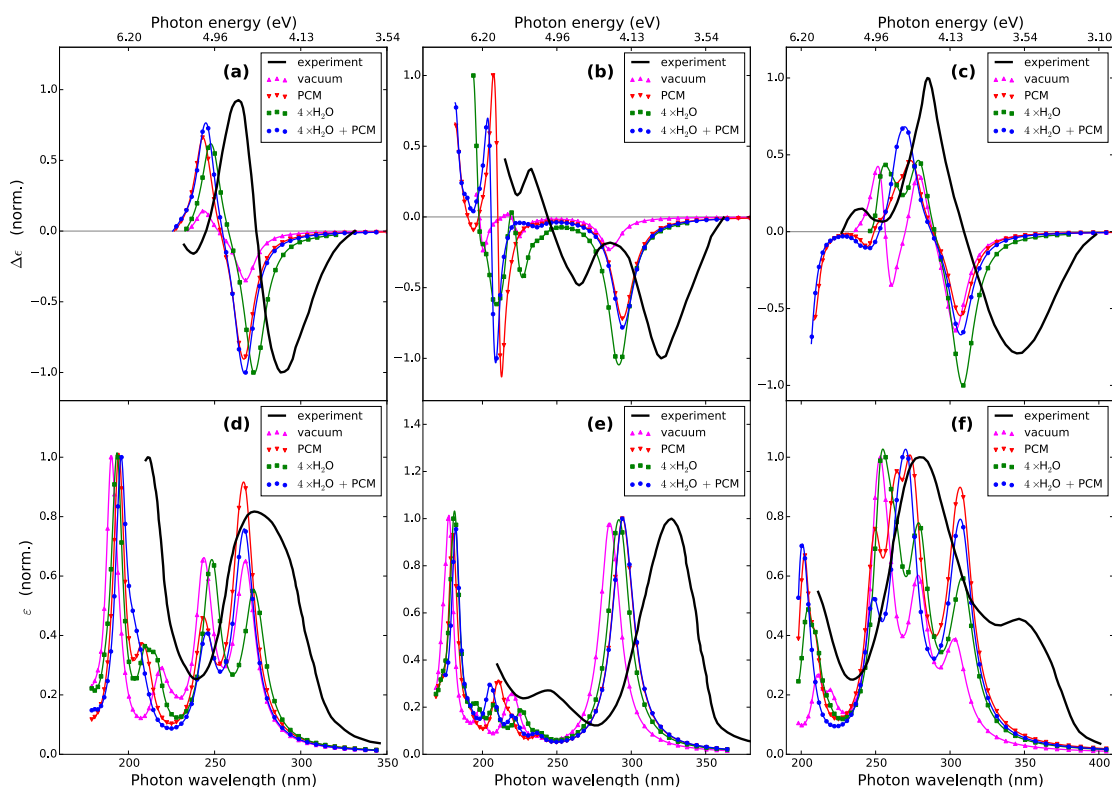 Photon energy (eV) Photon energy (eV) Photon energy (eV)
6.20 4.96 4.13 3.54 6.20 4.96 4.13 6.20 4.96 4.13 3.54 3.10
(a) (b) (c)
experiment
vacuum
PCM
4×H₂O
4×H₂O + PCM
experiment
vacuum
PCM
4×H₂O
4×H₂O + PCM
experiment
vacuum
PCM
4×H₂O
4×H₂O + PCM
Δϵ (norm.)
1.0
0.5
0.0
−0.5
−1.0
1.0
0.5
0.0
−0.5
−1.0
1.0
0.5
0.0
−0.5
−1.0
(d) (e) (f)
experiment
vacuum
PCM
4×H₂O
4×H₂O + PCM
experiment
vacuum
PCM
4×H₂O
4×H₂O + PCM
experiment
vacuum
PCM
4×H₂O
4×H₂O + PCM
ε (norm.)
1.0
0.8
0.6
0.4
0.2
0.0
1.4
1.2
1.0
0.8
0.6
0.4
0.2
0.0
1.0
0.8
0.6
0.4
0.2
0.0
200 250 300 350 200 250 300 350 200 250 300 350 400
Photon wavelength (nm) Photon wavelength (nm) Photon wavelength (nm)